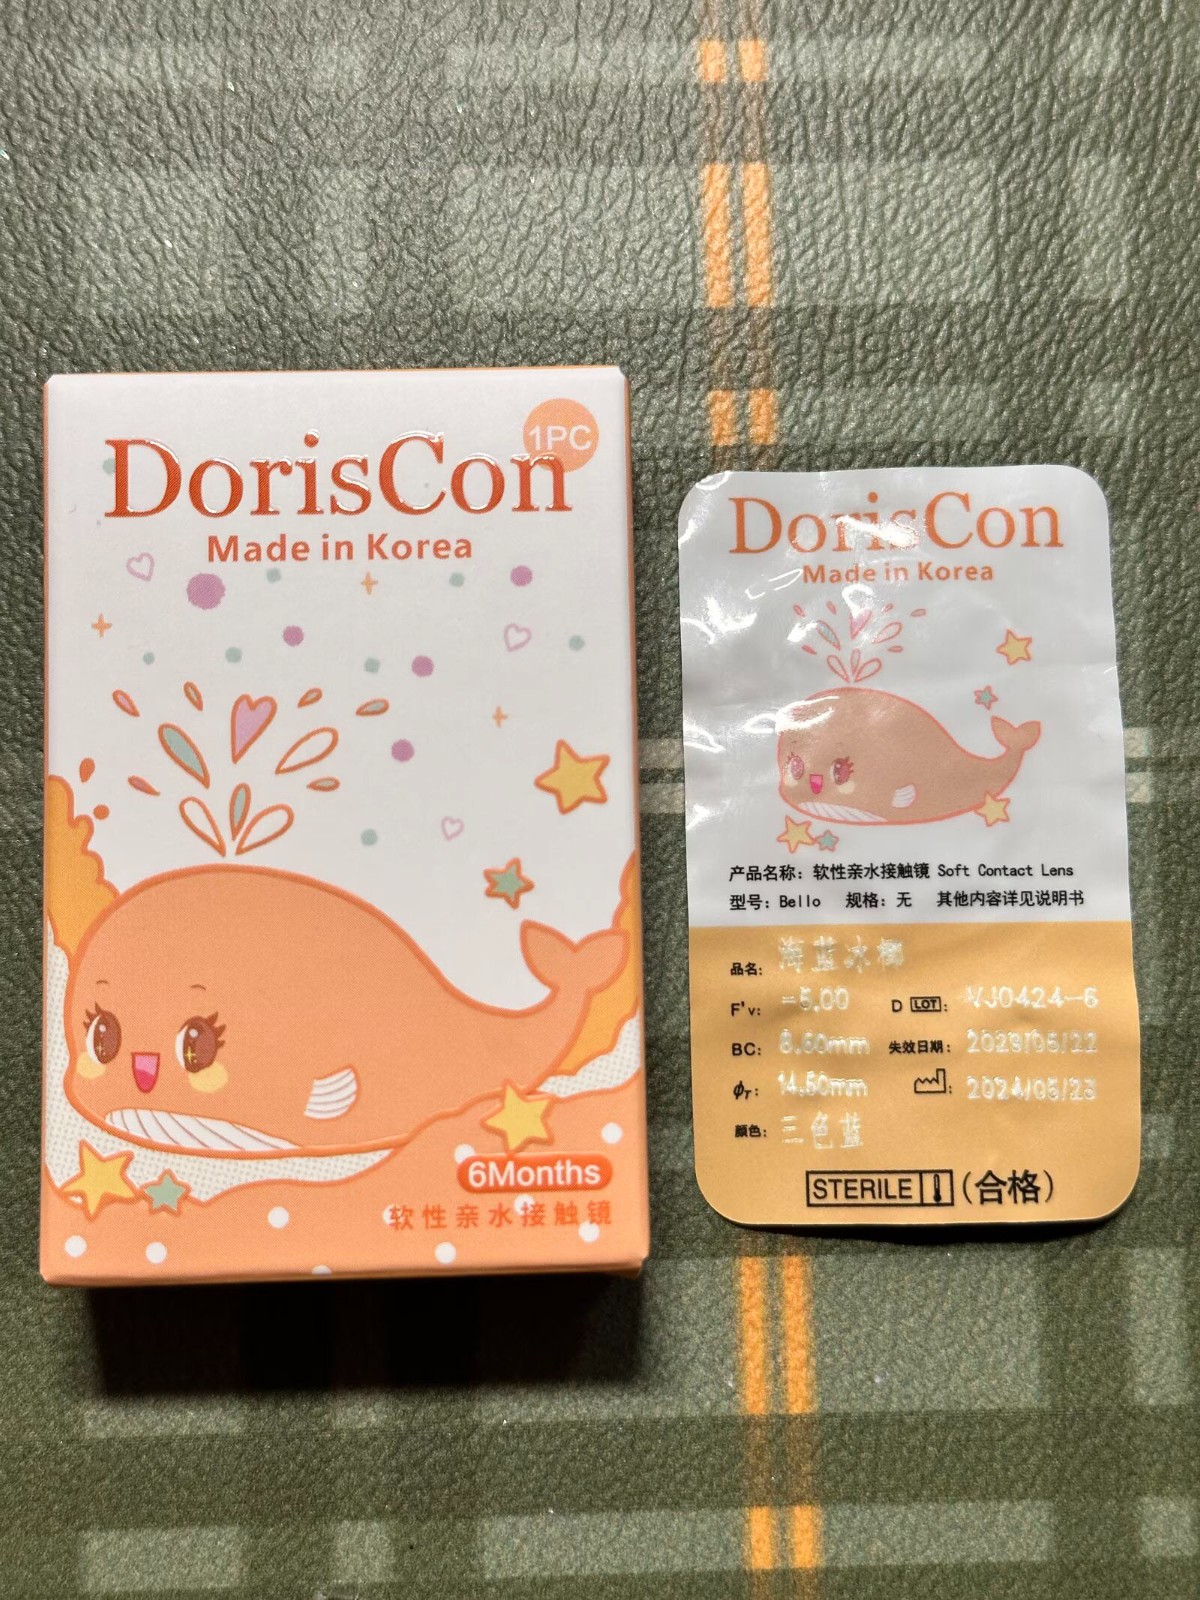 1PC
DorisCon
Made in Korea
6Months
软性亲水接触镜
DorisCon
Made in Korea
产品名称: 软性亲水接触镜 Soft Contact Lens
型号: Bello 规格: 无 其他内容详见说明书
品名: 海蓝冰椰
F'v: -5.00 D LOT: VJ0424-6
BC: 8.60mm 失效日期: 2029/05/22
φT: 14.50mm : 2024/05/23
颜色: 三色蓝
STERILE (合格)